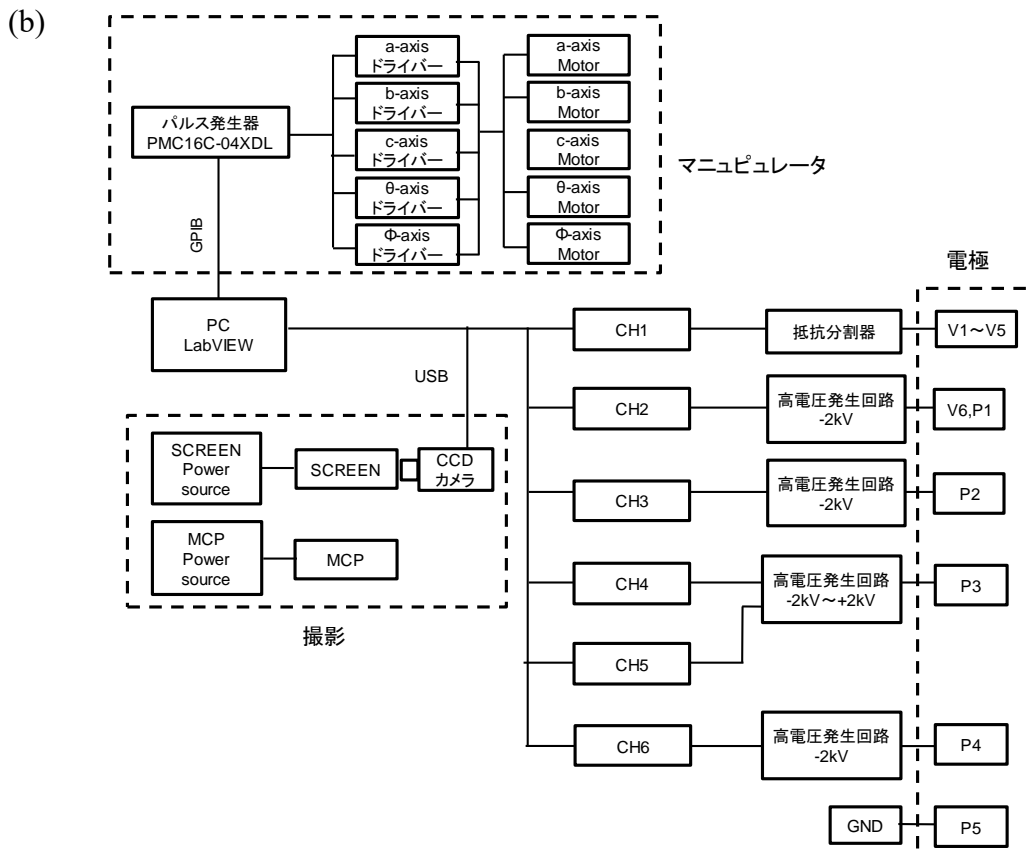 (b)
パルス発生器
PMC16C-04XDL
a-axis
ドライバー
b-axis
ドライバー
c-axis
ドライバー
θ-axis
ドライバー
Φ-axis
ドライバー
a-axis
Motor
b-axis
Motor
c-axis
Motor
θ-axis
Motor
Φ-axis
Motor
マニュピュレータ
GPIB
PC
LabVIEW
USB
SCREEN
Power
source
SCREEN
CCD
カメラ
MCP
Power
source
MCP
撮影
電極
CH1
抵抗分割器
V1～V5
CH2
高電圧発生回路
-2kV
V6,P1
CH3
高電圧発生回路
-2kV
P2
CH4
高電圧発生回路
-2kV～+2kV
P3
CH5
CH6
高電圧発生回路
-2kV
P4
GND
P5